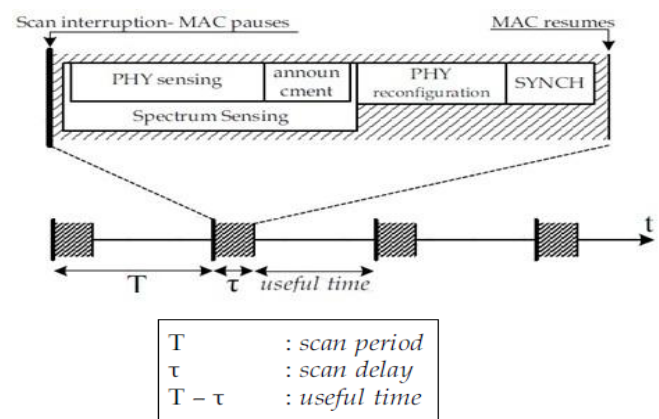 Scan interruption- MAC pauses MAC resumes
PHY sensing announ PHY SYNCH
cment reconfiguration
Spectrum Sensing
t
T τ useful time
T : scan period
τ : scan delay
T – τ : useful time